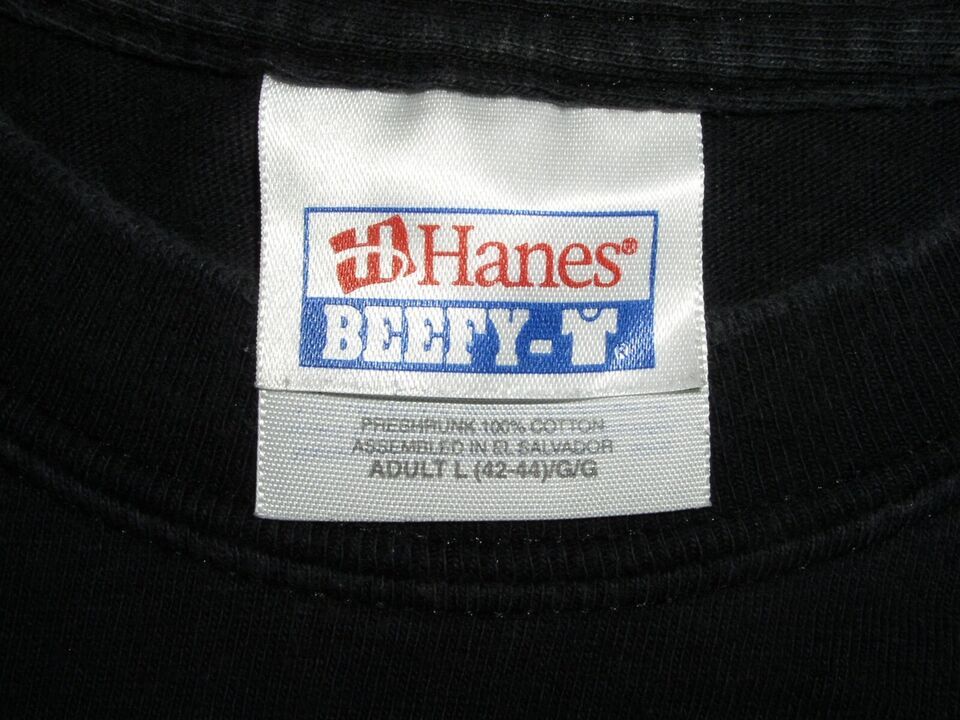 Hanes®
BEEFY-T®
PRESHRUNK 100% COTTON
ASSEMBLED IN EL SALVADOR
ADULT L (42-44)/G/G